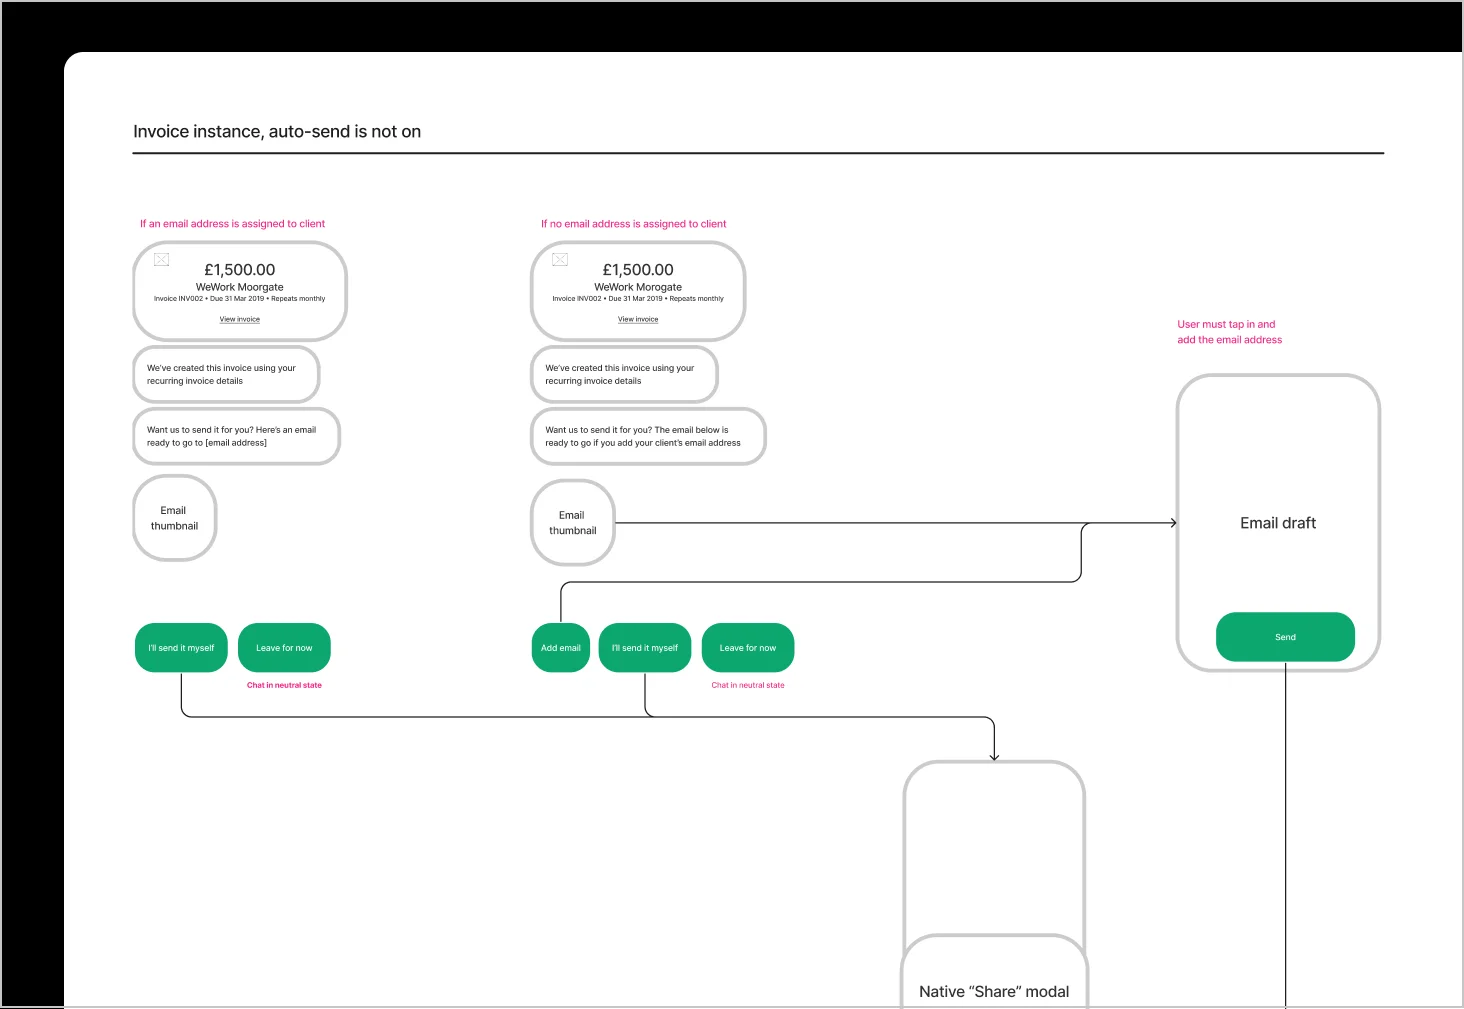 Invoice instance, auto-send is not on
If an email address is assigned to client
£1,500.00
WeWork Moorgate
Invoice INV002 • Due 31 Mar 2019 • Repeats monthly
View invoice
We've created this invoice using your
recurring invoice details
Want us to send it for you? Here's an email
ready to go to [email address]
Email
thumbnail
I'll send it myself
Leave for now
Chat in neutral state
If no email address is assigned to client
£1,500.00
WeWork Morogate
Invoice INV002 • Due 31 Mar 2019 • Repeats monthly
View invoice
We've created this invoice using your
recurring invoice details
Want us to send it for you? The email below is
ready to go if you add your client's email address
Email
thumbnail
Add email
I'll send it myself
Leave for now
Chat in neutral state
User must tap in and
add the email address
Email draft
Send
Native “Share” modal